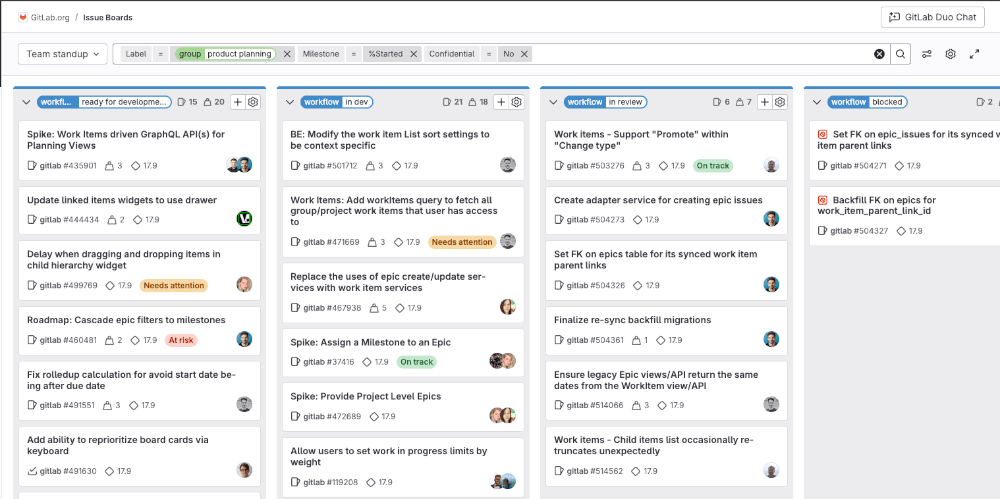 GitLab.org / Issue Boards
GitLab Duo Chat
Team standup
Label = group product planning Milestone = %Started Confidential = No
workfl... ready for developme... 15 20
Spike: Work Items driven GraphQL API(s) for
Planning Views
gitlab #435901 3 17.9
Update linked items widgets to use drawer
gitlab #444434 2 17.9
Delay when dragging and dropping items in
child hierarchy widget
gitlab #499769 17.9 Needs attention
Roadmap: Cascade epic filters to milestones
gitlab #460481 2 17.9 At risk
Fix rolledup calculation for avoid start date be-
ing after due date
gitlab #491551 3 17.9
Add ability to reprioritize board cards via
keyboard
gitlab #491630 17.9
workflow in dev 21 18
BE: Modify the work item List sort settings to
be context specific
gitlab #501712 3 17.9
Work Items: Add workItems query to fetch all
group/project work items that user has access
to
gitlab #471669 3 17.9 Needs attention
Replace the uses of epic create/update ser-
vices with work item services
gitlab #467938 5 17.9
Spike: Assign a Milestone to an Epic
gitlab #37416 17.9 On track
Spike: Provide Project Level Epics
gitlab #472689 17.9
Allow users to set work in progress limits by
weight
gitlab #119208 17.9
workflow in review 6 7
Work items - Support "Promote" within
"Change type"
gitlab #503276 3 17.9 On track
Create adapter service for creating epic issues
gitlab #504273 17.9
Set FK on epics table for its synced work item
parent links
gitlab #504326 17.9
Finalize re-sync backfill migrations
gitlab #504361 1 17.9
Ensure legacy Epic views/API return the same
dates from the WorkItem view/API
gitlab #514066 3 17.9
Work items - Child items list occasionally re-
truncates unexpectedly
gitlab #514562 17.9
workflow blocked 2
Set FK on epic_issues for its synced
item parent links
gitlab #504271 17.9
Backfill FK on epics for
work_item_parent_link_id
gitlab #504327 17.9